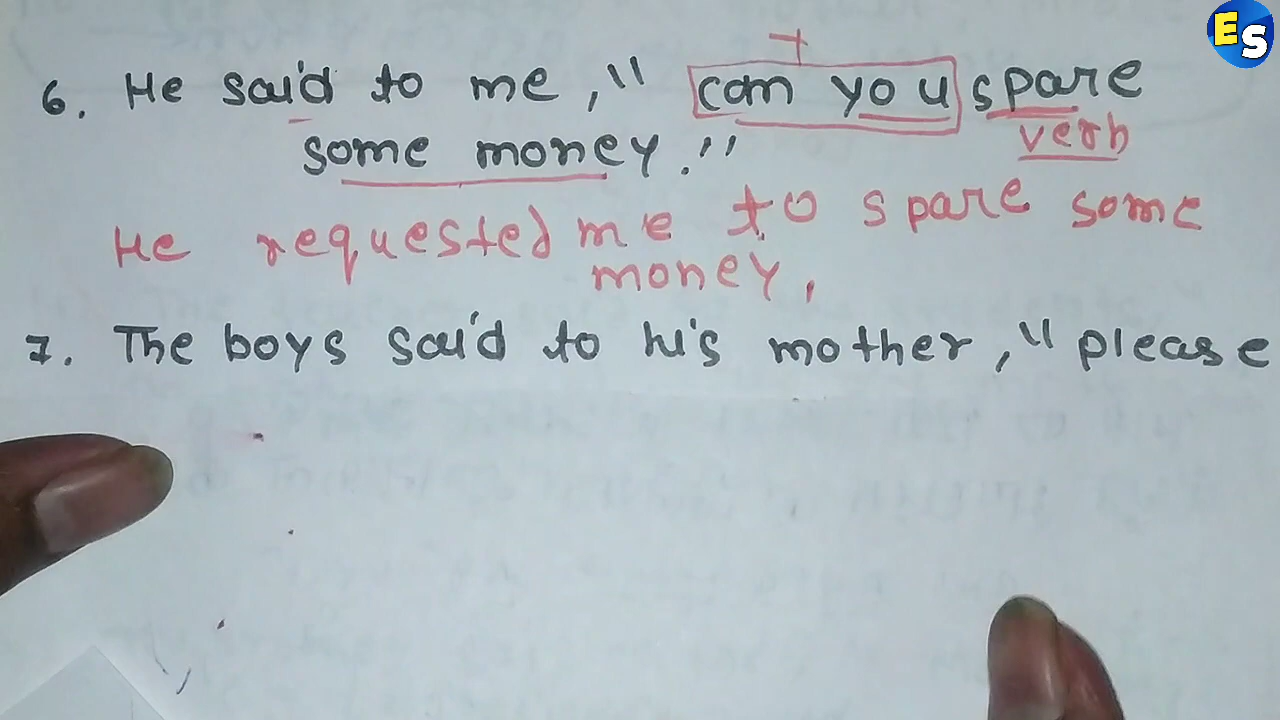 ES
+
6. He said to me, " can you spare
verb
some money."
He requested me to spare some
money,
7. The boys said to his mother, " please